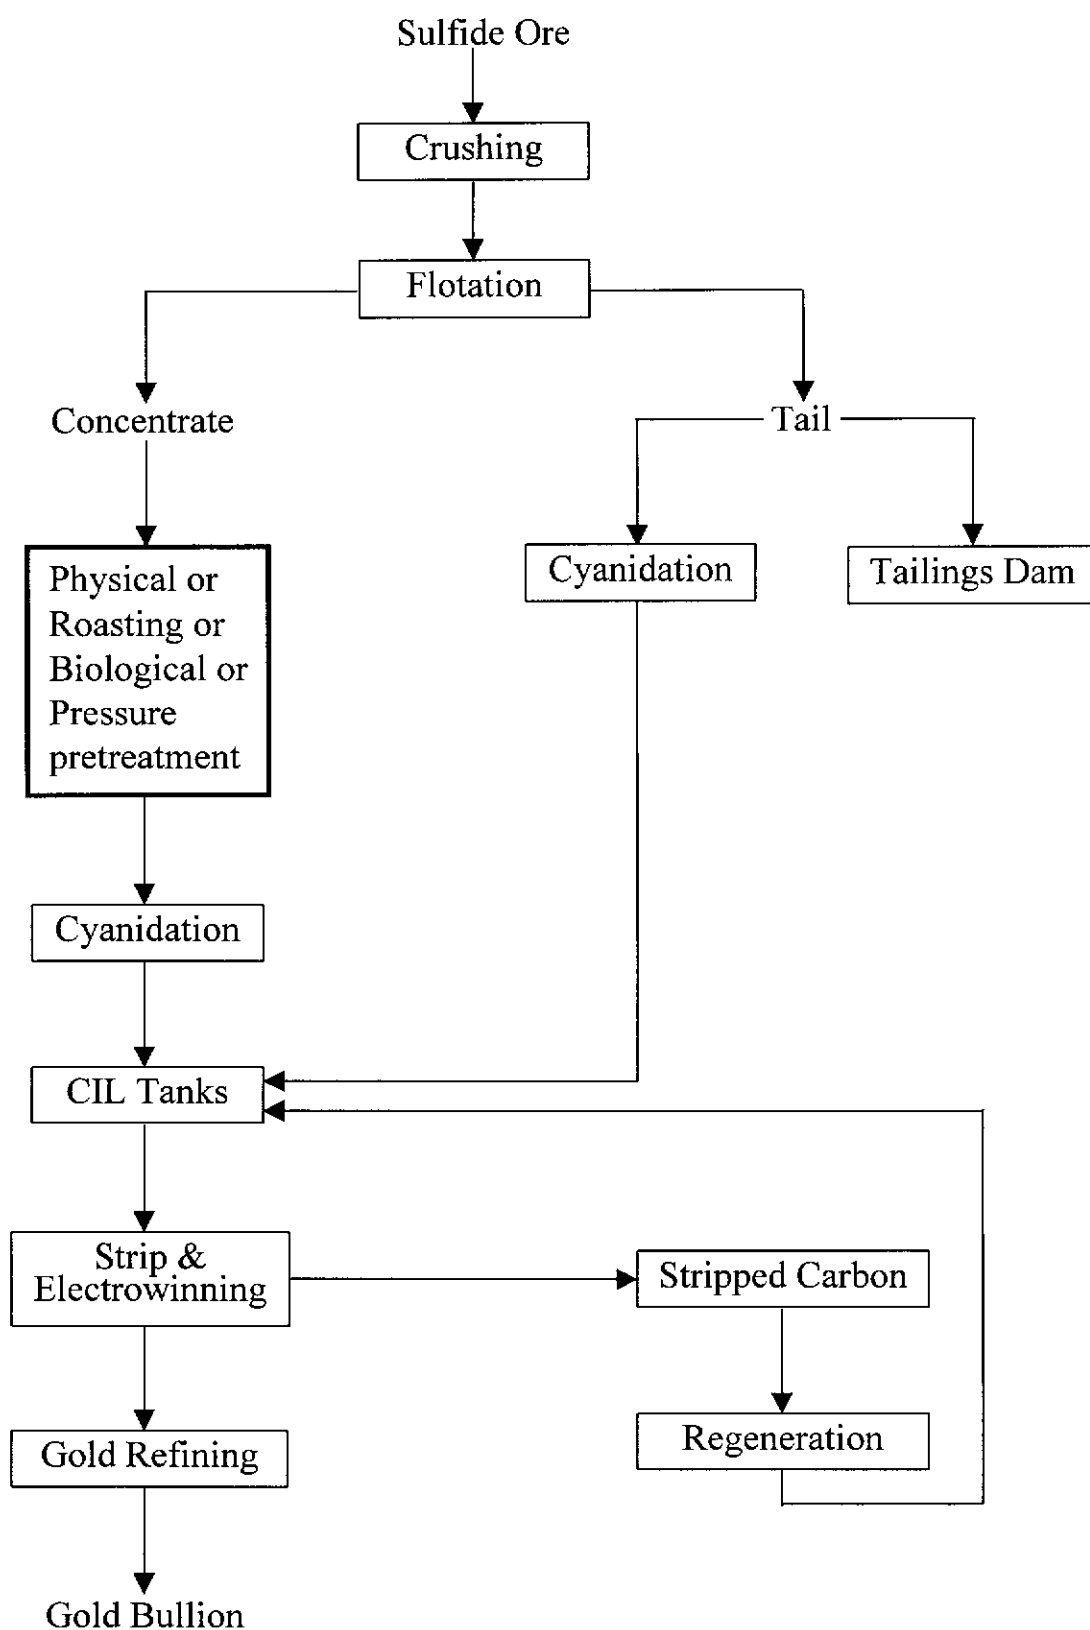 Sulfide Ore
Crushing
Flotation
Concentrate
Tail
Physical or
Roasting or
Biological or
Pressure
pretreatment
Cyanidation
Tailings Dam
Cyanidation
CIL Tanks
Strip &
Electrowinning
Stripped Carbon
Gold Refining
Regeneration
Gold Bullion